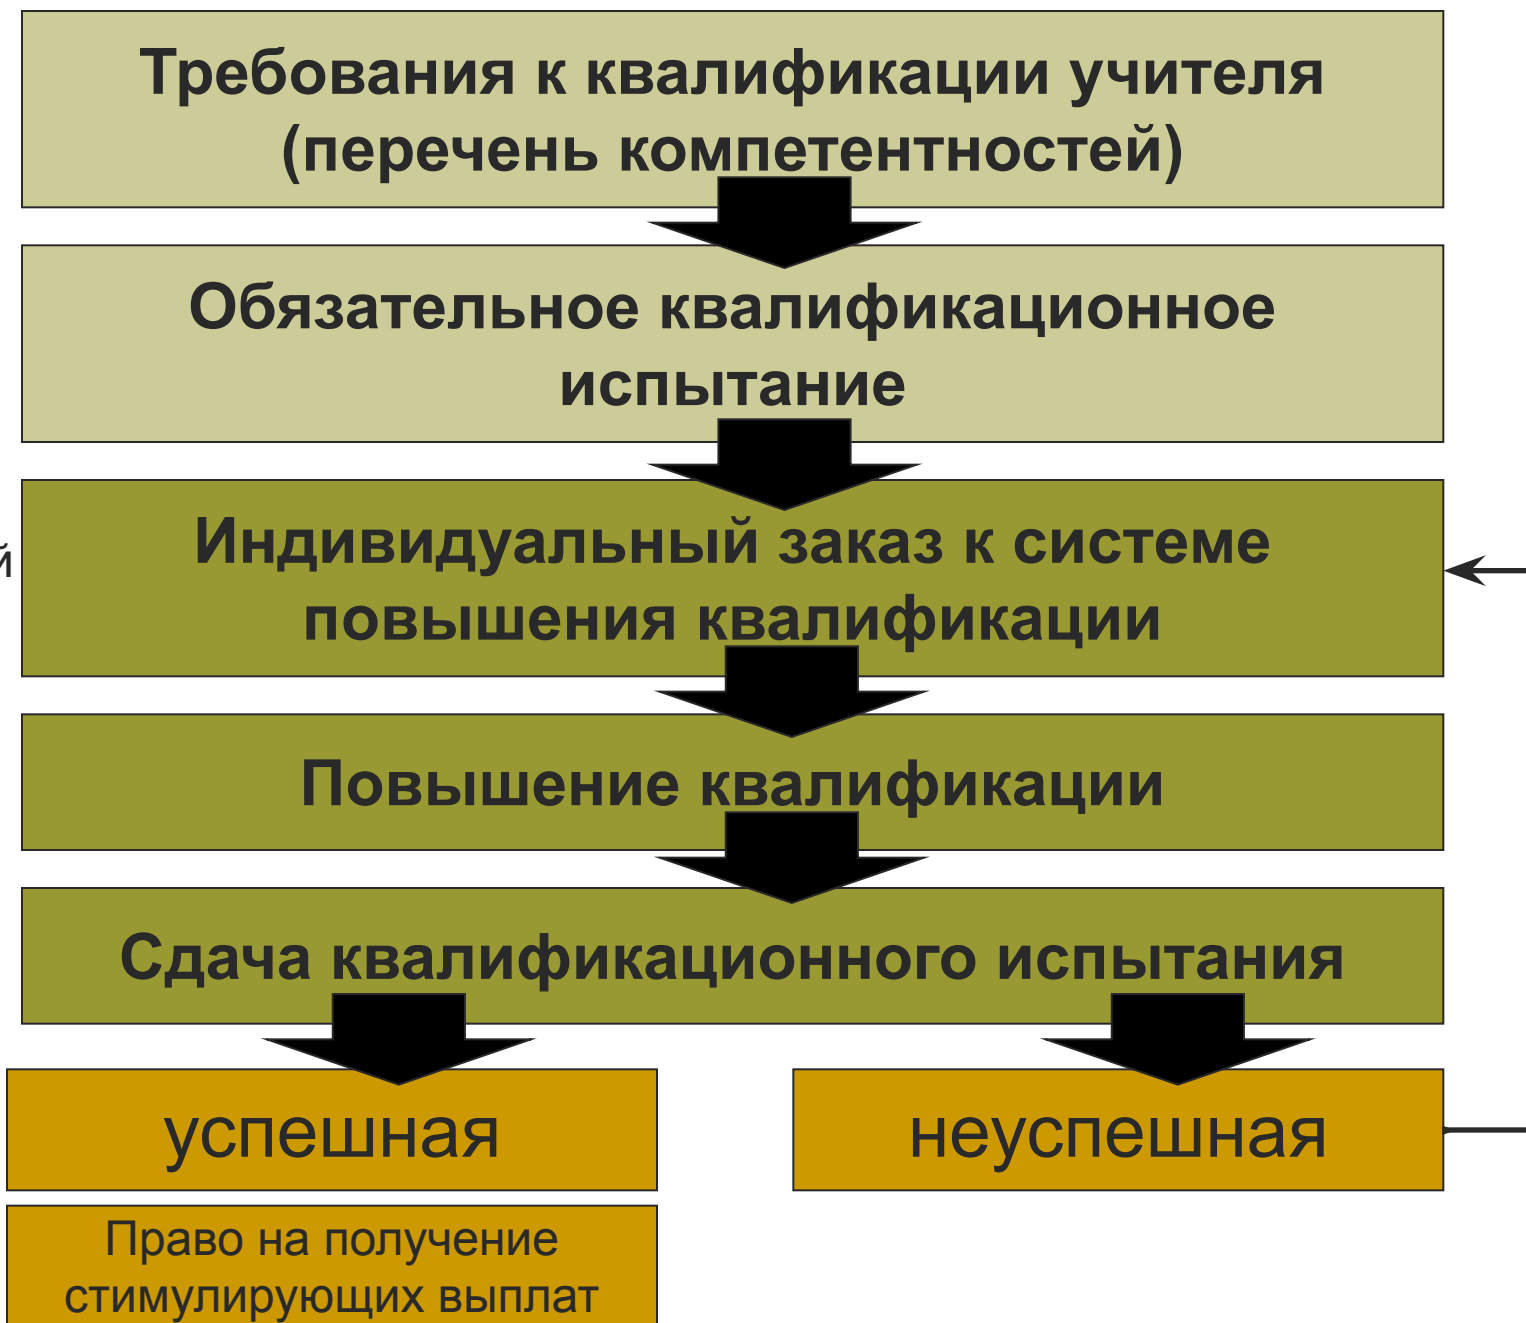 Требования к квалификации учителя
(перечень компетентностей)
Обязательное квалификационное
испытание
Индивидуальный заказ к системе
повышения квалификации
Повышение квалификации
Сдача квалификационного испытания
успешная
неуспешная
Право на получение
стимулирующих выплат